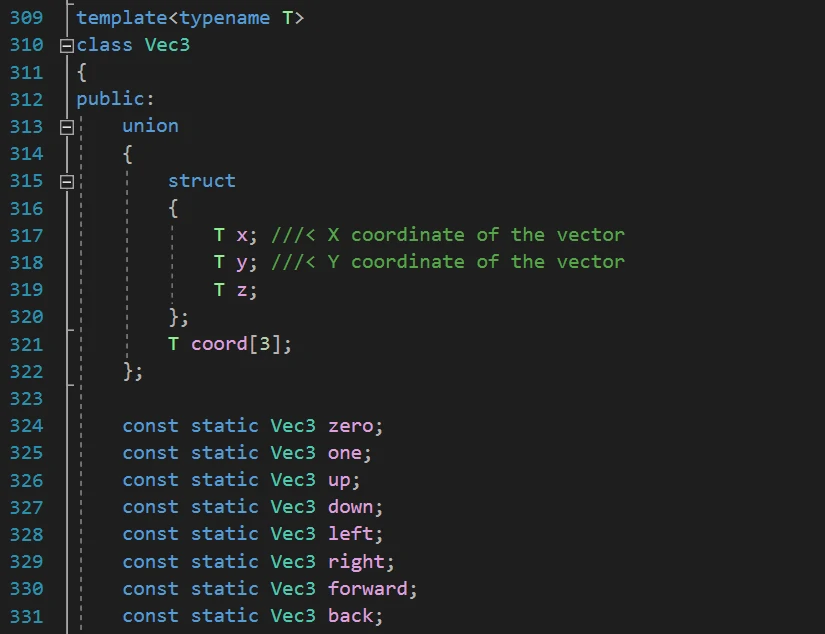 309 template<typename T>
310 class Vec3
311 {
312 public:
313     union
314     {
315         struct
316         {
317             T x; ///< X coordinate of the vector
318             T y; ///< Y coordinate of the vector
319             T z;
320         };
321         T coord[3];
322     };
323
324     const static Vec3 zero;
325     const static Vec3 one;
326     const static Vec3 up;
327     const static Vec3 down;
328     const static Vec3 left;
329     const static Vec3 right;
330     const static Vec3 forward;
331     const static Vec3 back;